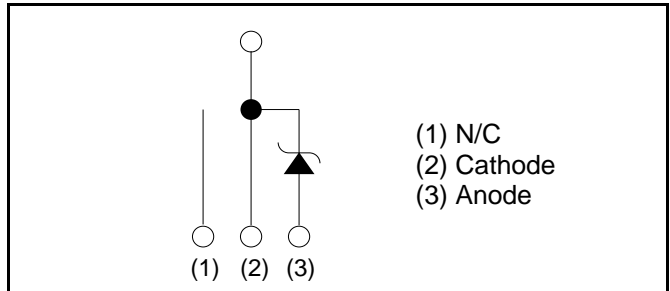 (1) N/C
(2) Cathode
(3) Anode
(1) (2) (3)